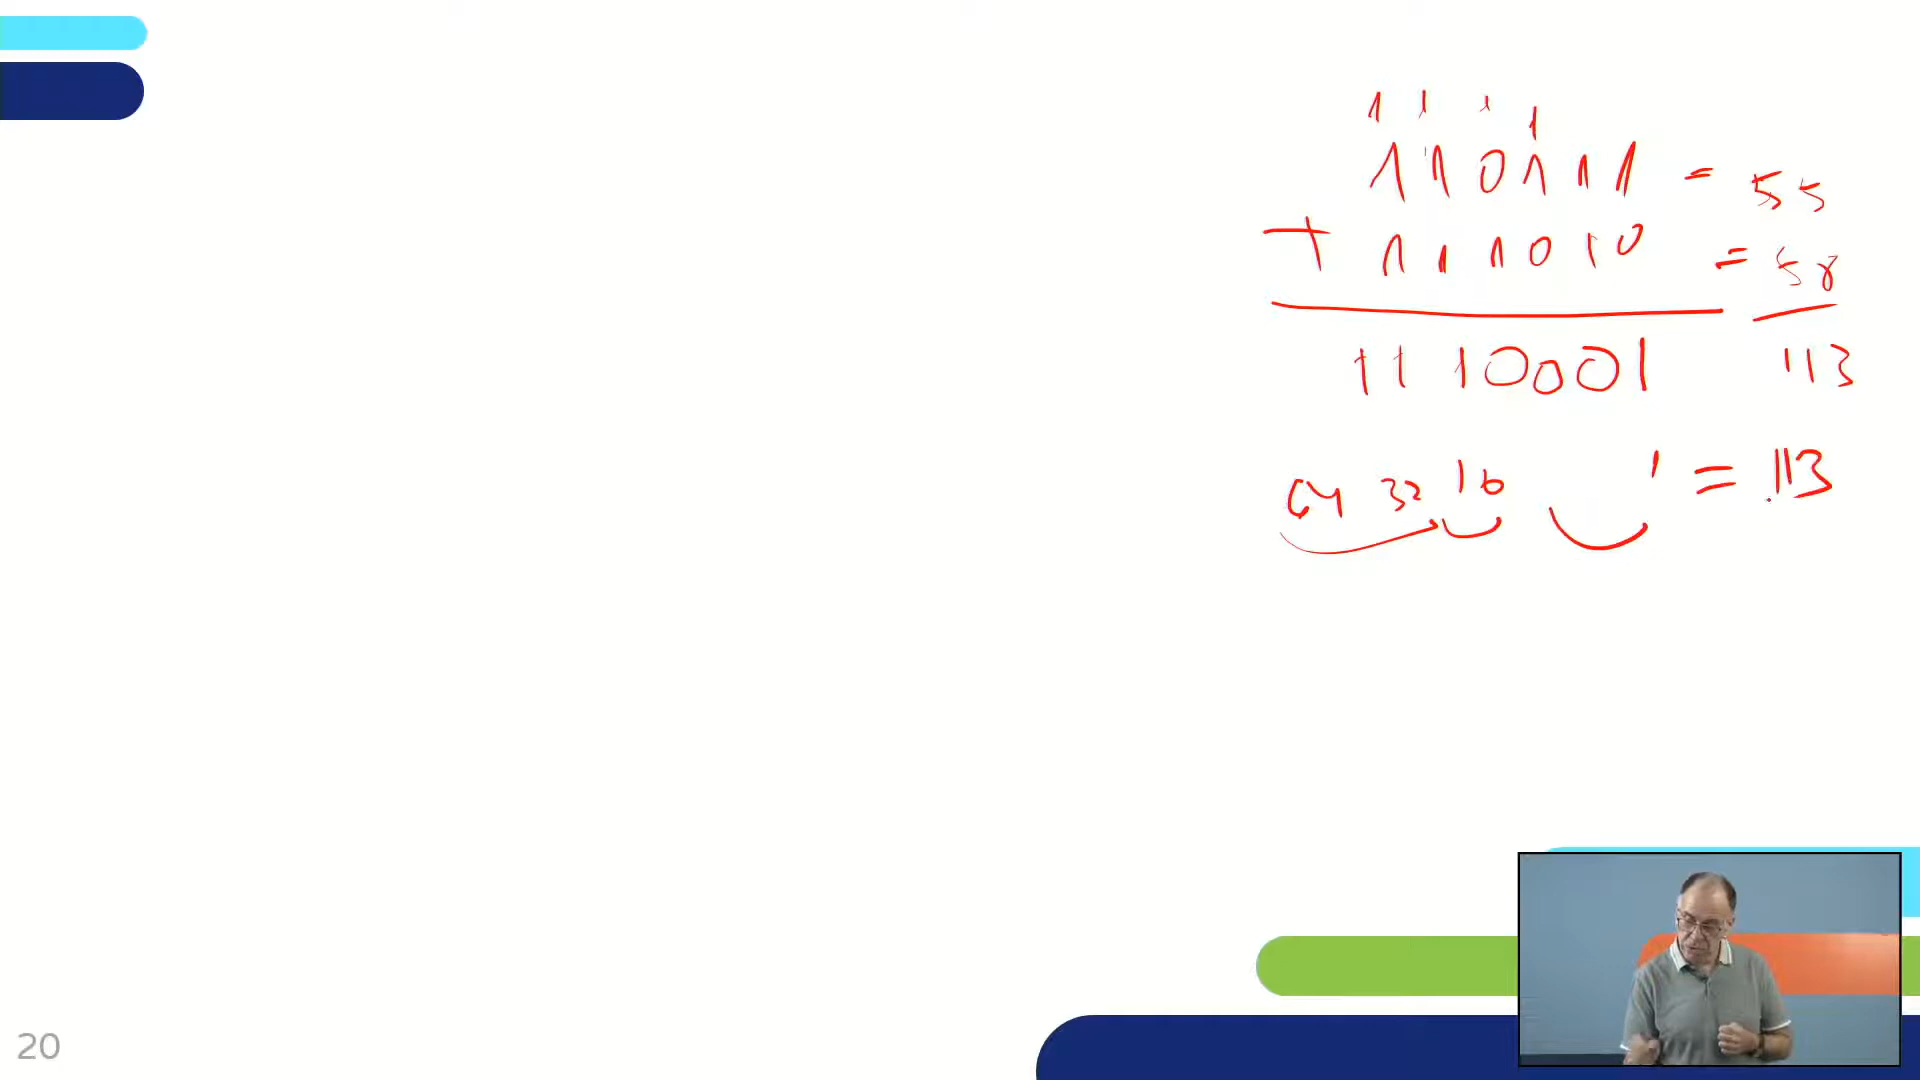 1 1 1 1
110111 = 55
+ 111010 = 58
1110001 113
64 32 16 1 = 113
20